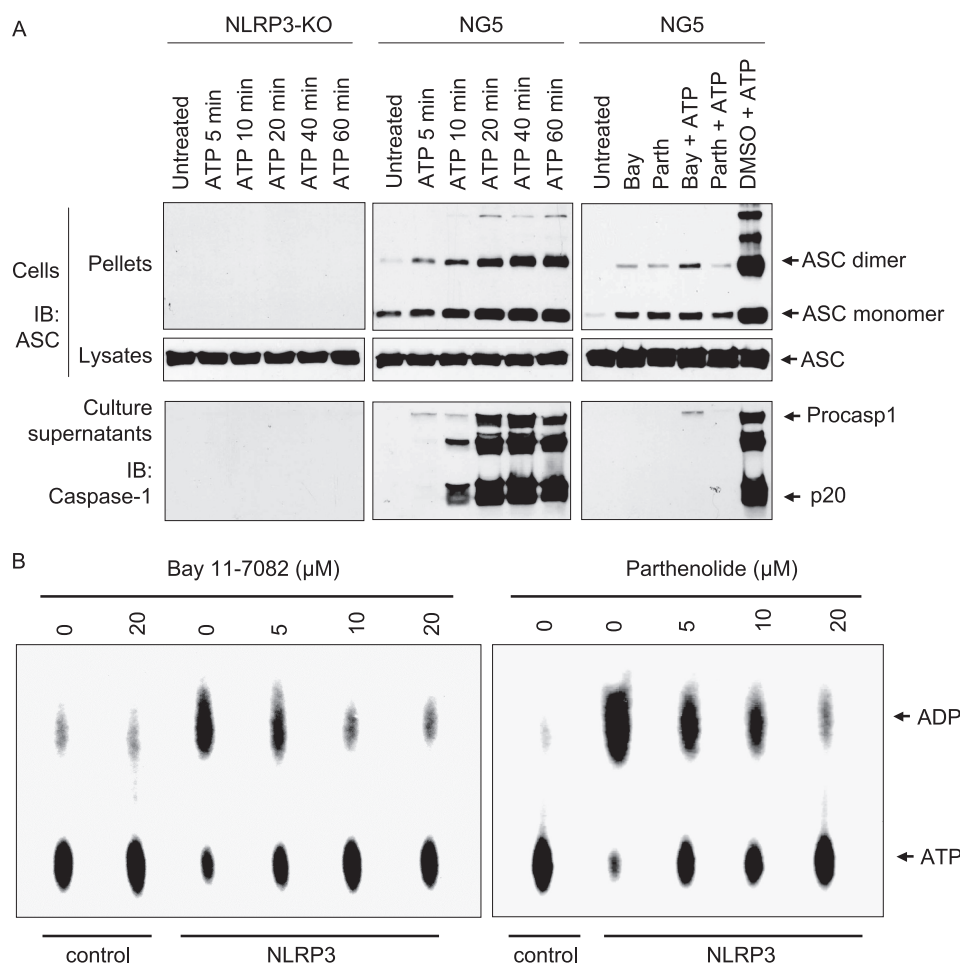 A
NLRP3-KO
NG5
NG5
Untreated
ATP 5 min
ATP 10 min
ATP 20 min
ATP 40 min
ATP 60 min
Untreated
ATP 5 min
ATP 10 min
ATP 20 min
ATP 40 min
ATP 60 min
Untreated
Bay
Parth
Bay + ATP
Parth + ATP
DMSO + ATP
Cells
IB:
ASC
Pellets
ASC dimer
ASC monomer
Lysates
ASC
Culture
supernatants
IB:
Caspase-1
Procasp1
p20
B
Bay 11-7082 (μM)
Parthenolide (μM)
0 20 0 5 10 20
0 0 5 10 20
ADP
ATP
control NLRP3
control NLRP3